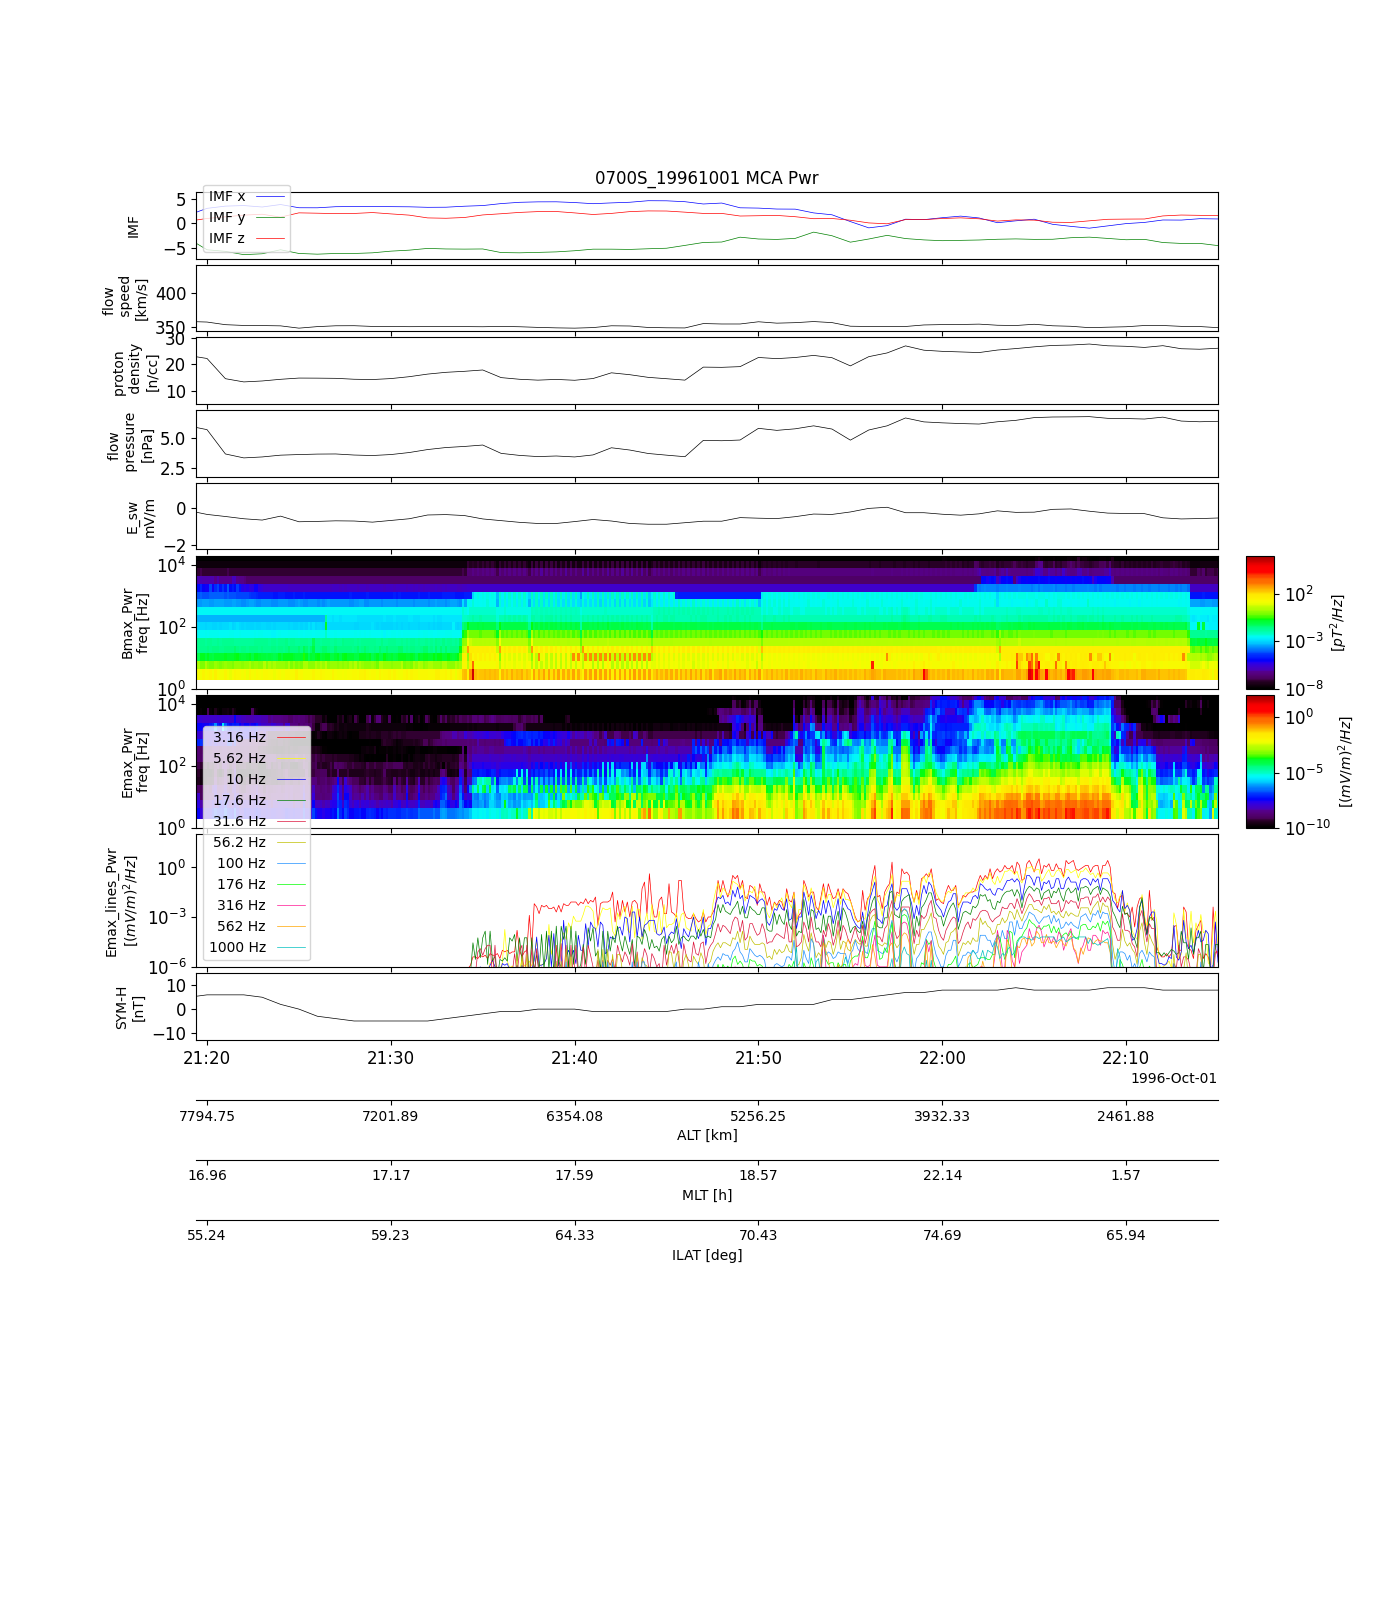 0700S_19961001 MCA Pwr
IMF
5
0
−5
IMF x
IMF y
IMF z
flow
speed
[km/s]
400
350
proton
density
[n/cc]
30
20
10
flow
pressure
[nPa]
5.0
2.5
E_sw
mV/m
0
−2
Bmax_Pwr
freq [Hz]
10^4
10^2
10^0
10^2
10^−3
10^−8
[pT^2/Hz]
Emax_Pwr
freq [Hz]
10^4
10^2
10^0
10^0
10^−5
10^−10
[(mV/m)^2/Hz]
3.16 Hz
5.62 Hz
10 Hz
17.6 Hz
31.6 Hz
56.2 Hz
100 Hz
176 Hz
316 Hz
562 Hz
1000 Hz
Emax_lines_Pwr
[(mV/m)^2/Hz]
10^0
10^−3
10^−6
SYM-H
[nT]
10
0
−10
21:20 21:30 21:40 21:50 22:00 22:10
1996-Oct-01
7794.75 7201.89 6354.08 5256.25 3932.33 2461.88
ALT [km]
16.96 17.17 17.59 18.57 22.14 1.57
MLT [h]
55.24 59.23 64.33 70.43 74.69 65.94
ILAT [deg]